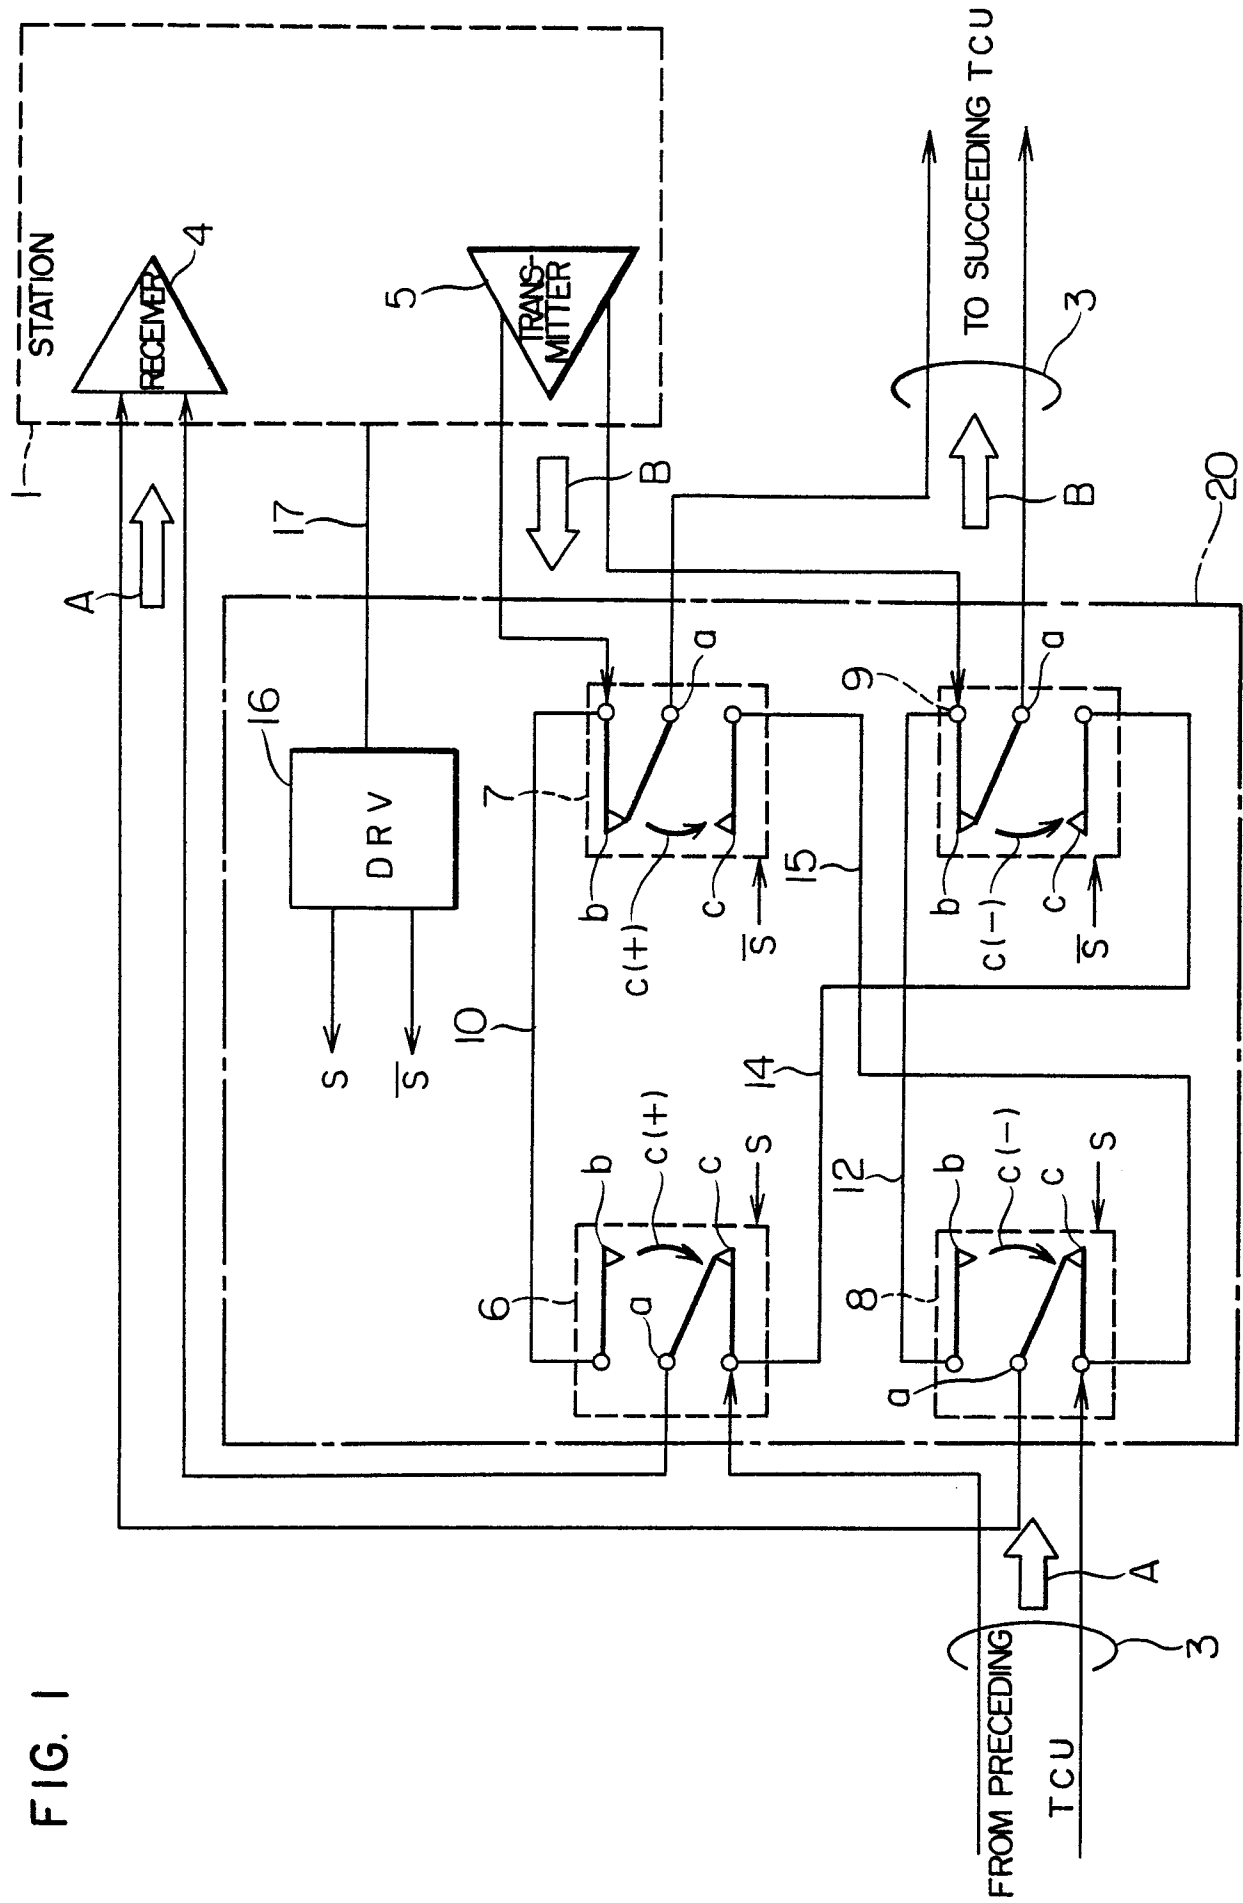 FIG. 1
STATION
1
RECEIVER
4
5
TRANS-
MITTER
A
17
B
TO SUCCEEDING TCU
3
B
20
16
DRV
S
S̅
7
a
b
c(+)
c
S̅
9
a
b
c(-)
c
S̅
10
15
14
12
6
a
b
c(+)
c
S
8
a
b
c(-)
c
S
A
3
FROM PRECEDING
TCU